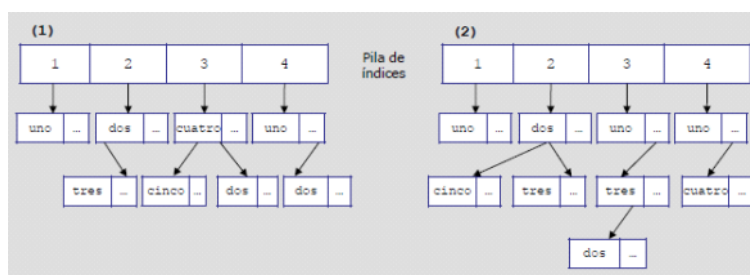 (1) (2)
1 2 3 4 Pila de índices 1 2 3 4
uno ... dos ... cuatro ... uno ... uno ... dos ... uno ... uno ...
tres ... cinco ... dos ... dos ... cinco ... tres ... tres ... cuatro ...
dos ...